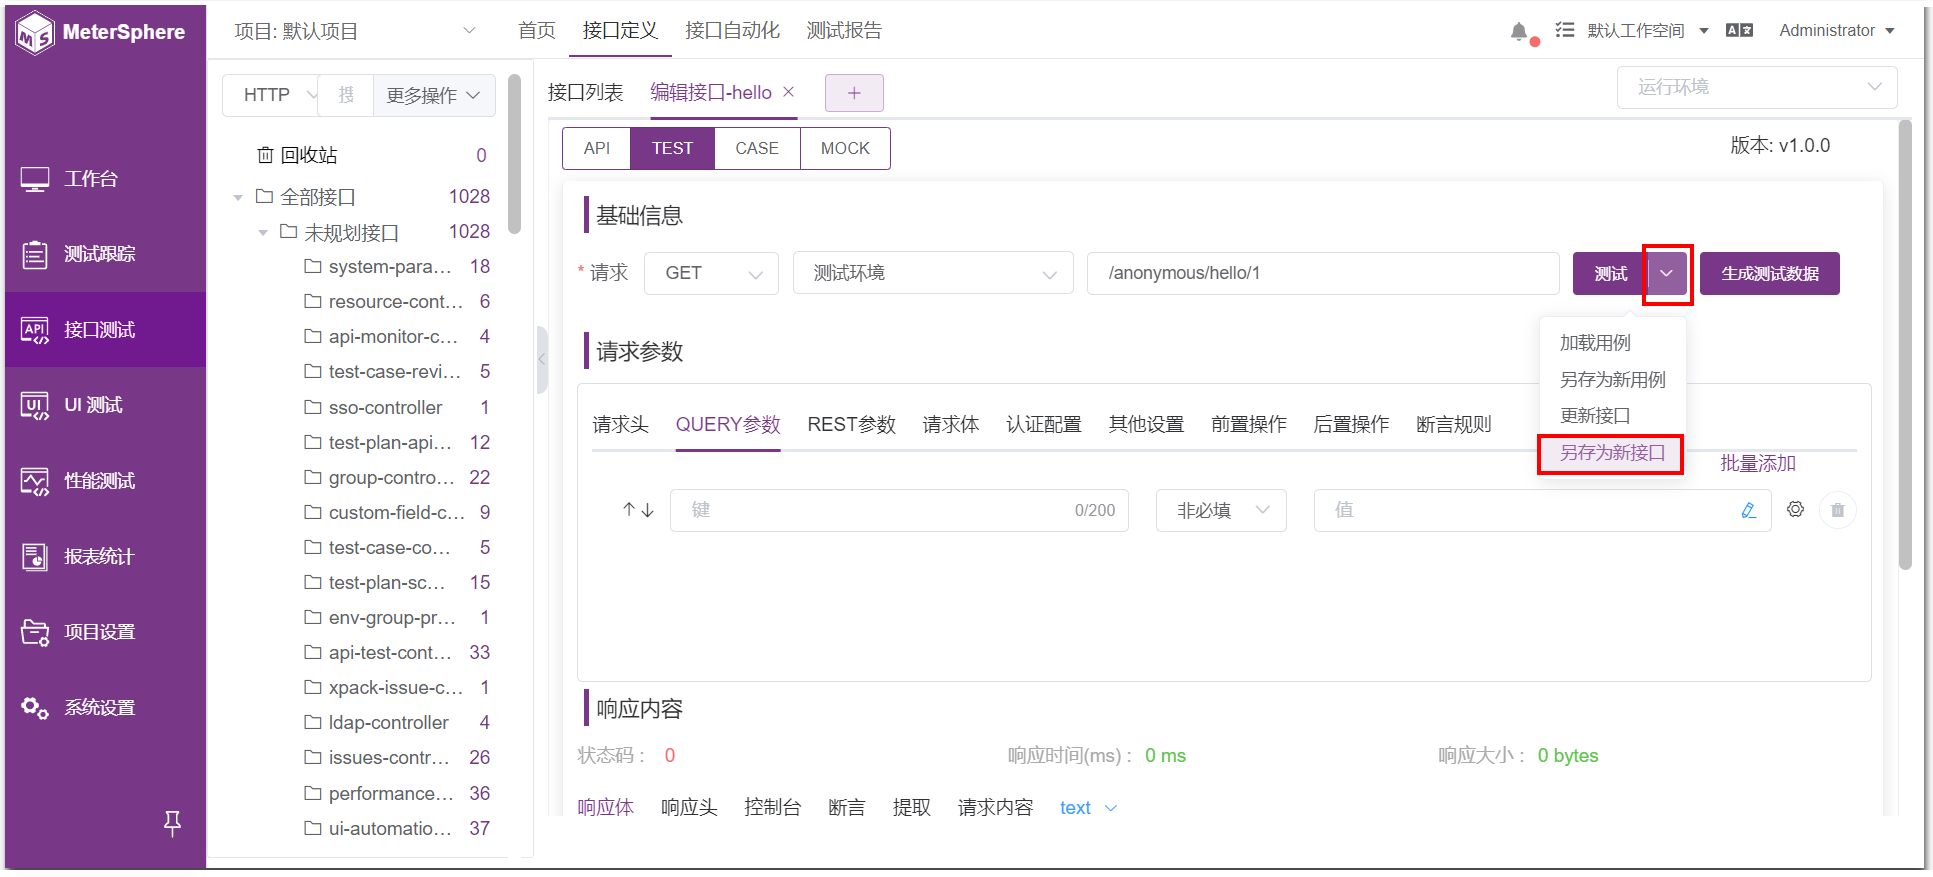 MeterSphere
项目: 默认项目
首页
接口定义
接口自动化
测试报告
默认工作空间
Administrator
工作台
测试跟踪
接口测试
UI 测试
性能测试
报表统计
项目设置
系统设置
HTTP
更多操作
回收站 0
全部接口 1028
未规划接口 1028
system-para... 18
resource-cont... 6
api-monitor-c... 4
test-case-revi... 5
sso-controller 1
test-plan-api... 12
group-contro... 22
custom-field-c... 9
test-case-co... 5
test-plan-sc... 15
env-group-pr... 1
api-test-cont... 33
xpack-issue-c... 1
ldap-controller 4
issues-contr... 26
performance... 36
ui-automatio... 37
接口列表
编辑接口-hello
运行环境
API
TEST
CASE
MOCK
版本: v1.0.0
基础信息
* 请求
GET
测试环境
/anonymous/hello/1
测试
生成测试数据
加载用例
另存为新用例
更新接口
另存为新接口
请求参数
请求头
QUERY参数
REST参数
请求体
认证配置
其他设置
前置操作
后置操作
断言规则
批量添加
键
0/200
非必填
值
响应内容
状态码： 0
响应时间(ms)： 0 ms
响应大小： 0 bytes
响应体
响应头
控制台
断言
提取
请求内容
text